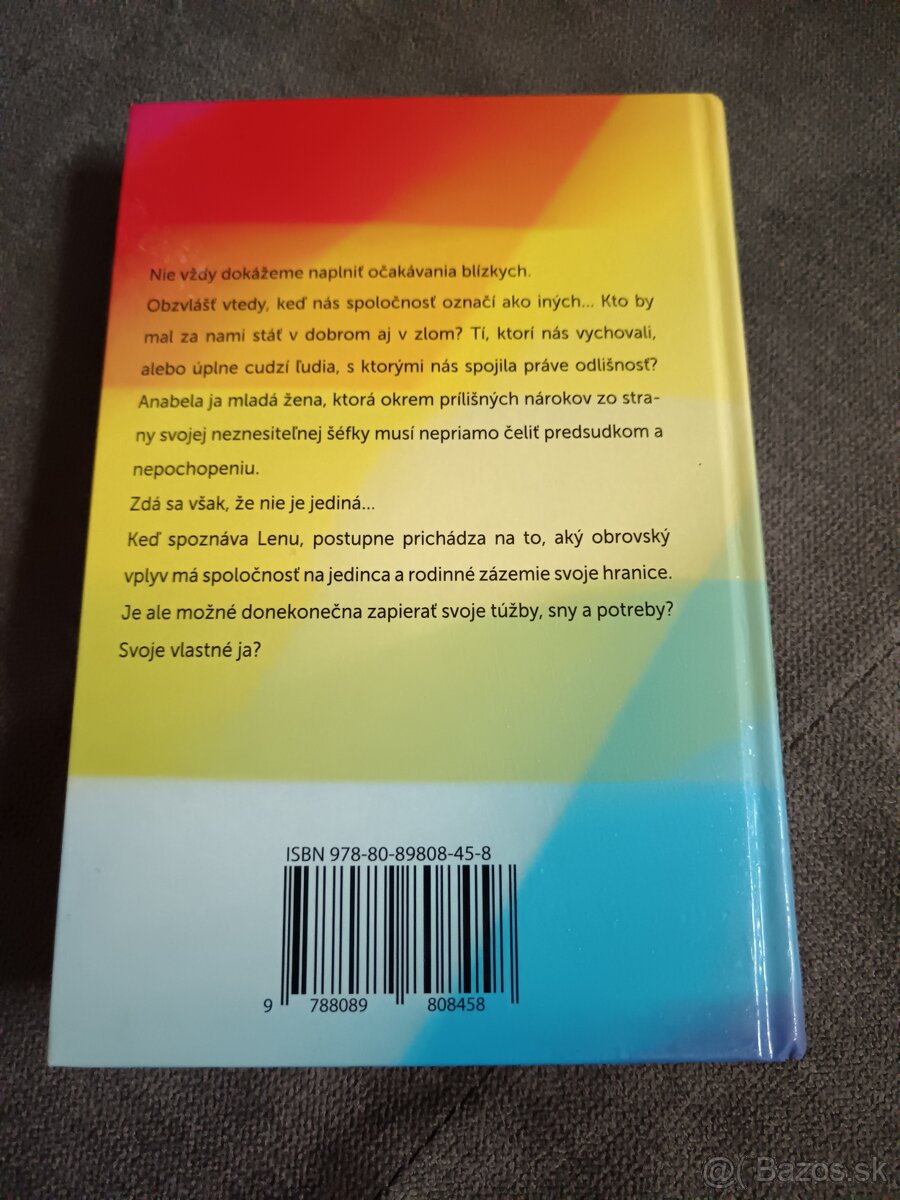 Nie vždy dokážeme naplniť očakávania blízkych.
Obzvlášť vtedy, keď nás spoločnosť označí ako iných... Kto by
mal za nami stáť v dobrom aj v zlom? Tí, ktorí nás vychovali,
alebo úplne cudzí ľudia, s ktorými nás spojila práve odlišnosť?
Anabela ja mladá žena, ktorá okrem prílišných nárokov zo stra-
ny svojej neznesiteľnej šéfky musí nepriamo čeliť predsudkom a
nepochopeniu.
Zdá sa však, že nie je jediná...
Keď spoznáva Lenu, postupne prichádza na to, aký obrovský
vplyv má spoločnosť na jedinca a rodinné zázemie svoje hranice.
Je ale možné donekonečna zapierať svoje túžby, sny a potreby?
Svoje vlastné ja?
ISBN 978-80-89808-45-8
9 788089 808458
@( Bazos.sk